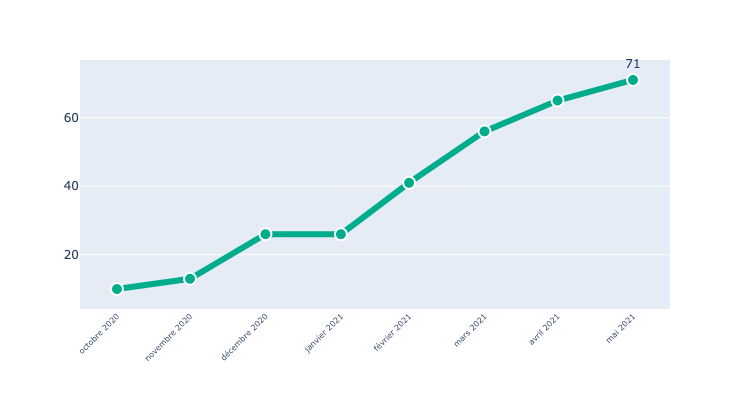 71
60
40
20
octobre 2020
novembre 2020
décembre 2020
janvier 2021
février 2021
mars 2021
avril 2021
mai 2021